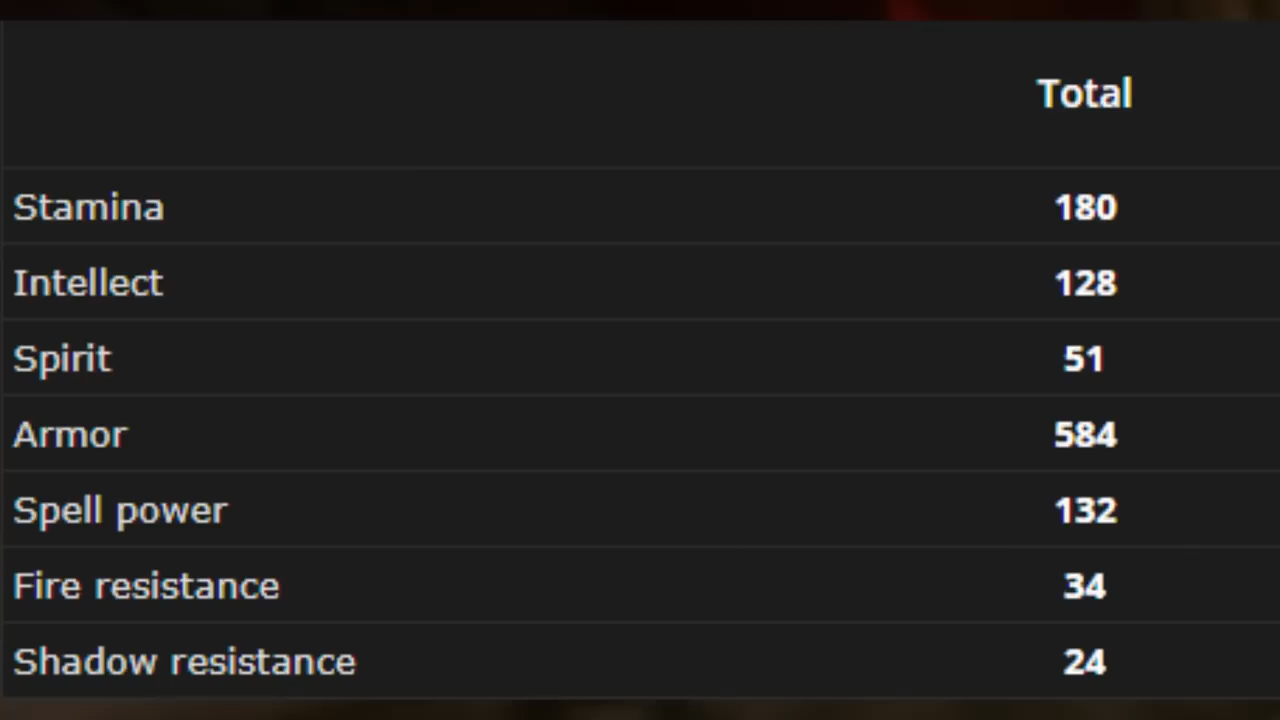 Total
Stamina 180
Intellect 128
Spirit 51
Armor 584
Spell power 132
Fire resistance 34
Shadow resistance 24